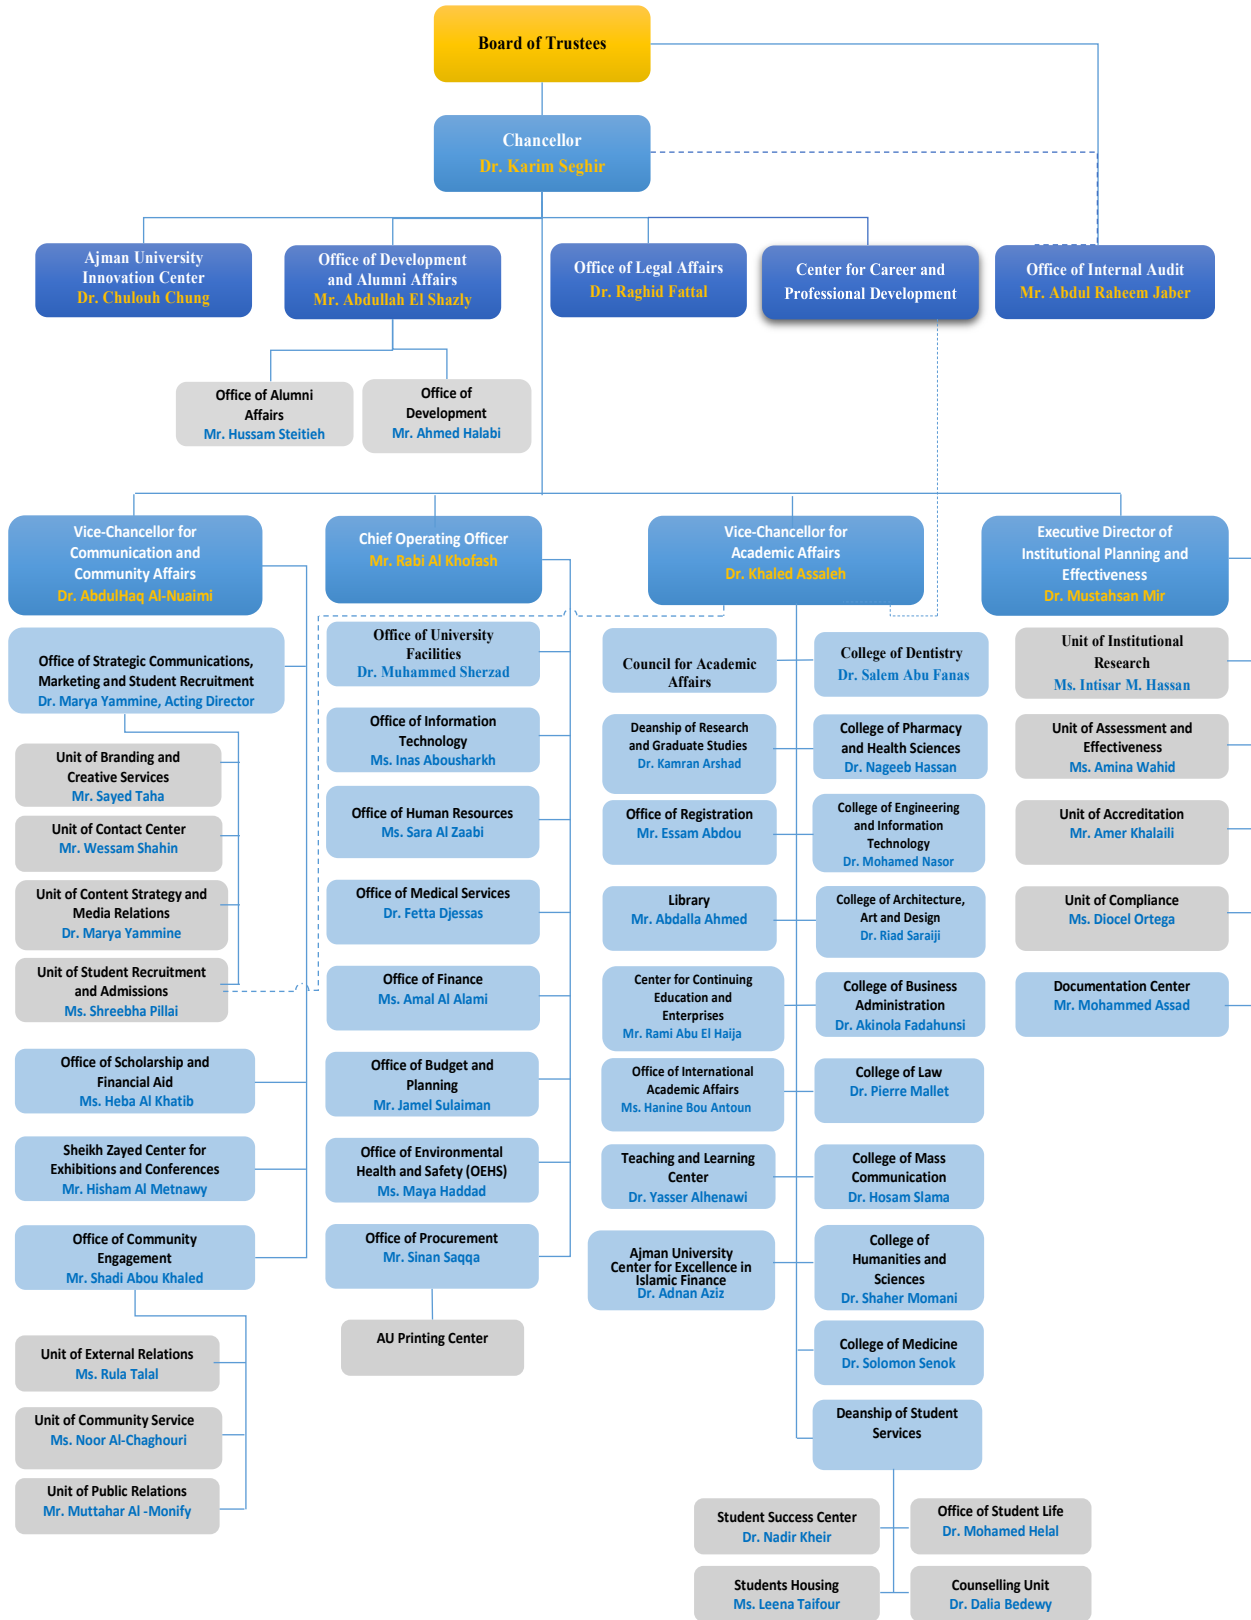 Board of Trustees
Chancellor
Dr. Karim Seghir
Ajman University
Innovation Center
Dr. Chulouh Chung
Office of Development
and Alumni Affairs
Mr. Abdullah El Shazly
Office of Legal Affairs
Dr. Raghid Fattal
Center for Career and
Professional Development
Office of Internal Audit
Mr. Abdul Raheem Jaber
Office of Alumni
Affairs
Mr. Hussam Steitieh
Office of
Development
Mr. Ahmed Halabi
Vice-Chancellor for
Communication and
Community Affairs
Dr. AbdulHaq Al-Nuaimi
Office of Strategic Communications,
Marketing and Student Recruitment
Dr. Marya Yammine, Acting Director
Unit of Branding and
Creative Services
Mr. Sayed Taha
Unit of Contact Center
Mr. Wessam Shahin
Unit of Content Strategy and
Media Relations
Dr. Marya Yammine
Unit of Student Recruitment
and Admissions
Ms. Shreebha Pillai
Office of Scholarship and
Financial Aid
Ms. Heba Al Khatib
Sheikh Zayed Center for
Exhibitions and Conferences
Mr. Hisham Al Metnawy
Office of Community
Engagement
Mr. Shadi Abou Khaled
Unit of External Relations
Ms. Rula Talal
Unit of Community Service
Ms. Noor Al-Chaghouri
Unit of Public Relations
Mr. Muttahar Al -Monify
Chief Operating Officer
Mr. Rabi Al Khofash
Office of University
Facilities
Dr. Muhammed Sherzad
Office of Information
Technology
Ms. Inas Abousharkh
Office of Human Resources
Ms. Sara Al Zaabi
Office of Medical Services
Dr. Fetta Djessas
Office of Finance
Ms. Amal Al Alami
Office of Budget and
Planning
Mr. Jamel Sulaiman
Office of Environmental
Health and Safety (OEHS)
Ms. Maya Haddad
Office of Procurement
Mr. Sinan Saqqa
AU Printing Center
Vice-Chancellor for
Academic Affairs
Dr. Khaled Assaleh
Council for Academic
Affairs
Deanship of Research
and Graduate Studies
Dr. Kamran Arshad
Office of Registration
Mr. Essam Abdou
Library
Mr. Abdalla Ahmed
Center for Continuing
Education and
Enterprises
Mr. Rami Abu El Haija
Office of International
Academic Affairs
Ms. Hanine Bou Antoun
Teaching and Learning
Center
Dr. Yasser Alhenawi
Ajman University
Center for Excellence in
Islamic Finance
Dr. Adnan Aziz
College of Dentistry
Dr. Salem Abu Fanas
College of Pharmacy
and Health Sciences
Dr. Nageeb Hassan
College of Engineering
and Information
Technology
Dr. Mohamed Nasor
College of Architecture,
Art and Design
Dr. Riad Saraiji
College of Business
Administration
Dr. Akinola Fadahunsi
College of Law
Dr. Pierre Mallet
College of Mass
Communication
Dr. Hosam Slama
College of
Humanities and
Sciences
Dr. Shaher Momani
College of Medicine
Dr. Solomon Senok
Deanship of Student
Services
Student Success Center
Dr. Nadir Kheir
Office of Student Life
Dr. Mohamed Helal
Students Housing
Ms. Leena Taifour
Counselling Unit
Dr. Dalia Bedewy
Executive Director of
Institutional Planning and
Effectiveness
Dr. Mustahsan Mir
Unit of Institutional
Research
Ms. Intisar M. Hassan
Unit of Assessment and
Effectiveness
Ms. Amina Wahid
Unit of Accreditation
Mr. Amer Khalaili
Unit of Compliance
Ms. Diocel Ortega
Documentation Center
Mr. Mohammed Assad